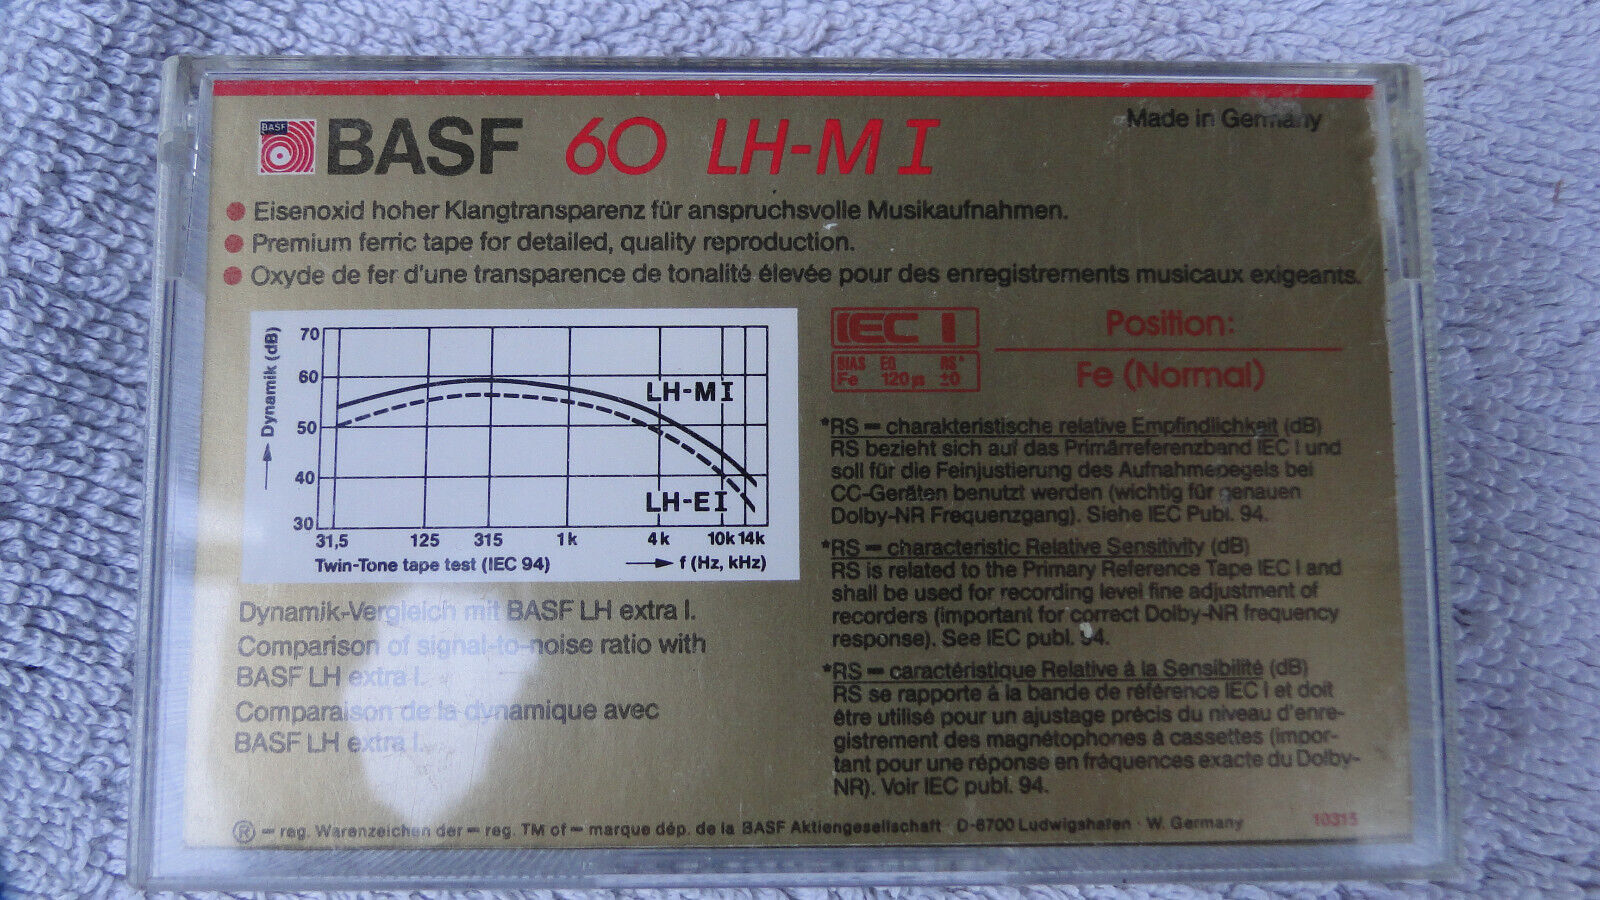 BASF
BASF 60 LH-M I
Made in Germany
Eisenoxid hoher Klangtransparenz für anspruchsvolle Musikaufnahmen.
Premium ferric tape for detailed, quality reproduction.
Oxyde de fer d'une transparence de tonalité élevée pour des enregistrements musicaux exigeants.
Dynamik (dB)
70
60
50
40
30
LH-M I
LH-E I
31,5 125 315 1k 4k 10k 14k
Twin-Tone tape test (IEC 94) f (Hz, kHz)
Dynamik-Vergleich mit BASF LH extra I.
Comparison of signal-to-noise ratio with
BASF LH extra I.
Comparaison de la dynamique avec
BASF LH extra I.
IEC I
BIAS EQ RS*
Fe 120µs ±0
Position:
Fe (Normal)
*RS = charakteristische relative Empfindlichkeit (dB)
RS bezieht sich auf das Primärreferenzband IEC I und
soll für die Feinjustierung des Aufnahmepegels bei
CC-Geräten benutzt werden (wichtig für genauen
Dolby-NR Frequenzgang). Siehe IEC Publ. 94.
*RS = characteristic Relative Sensitivity (dB)
RS is related to the Primary Reference Tape IEC I and
shall be used for recording level fine adjustment of
recorders (important for correct Dolby-NR frequency
response). See IEC publ. 94.
*RS = caractéristique Relative à la Sensibilité (dB)
RS se rapporte à la bande de référence IEC I et doit
être utilisé pour un ajustage précis du niveau d'enre-
gistrement des magnétophones à cassettes (impor-
tant pour une réponse en fréquences exacte du Dolby-
NR). Voir IEC publ. 94.
® = reg. Warenzeichen der = reg. TM of = marque dép. de la BASF Aktiengesellschaft · D-6700 Ludwigshafen · W. Germany
10315